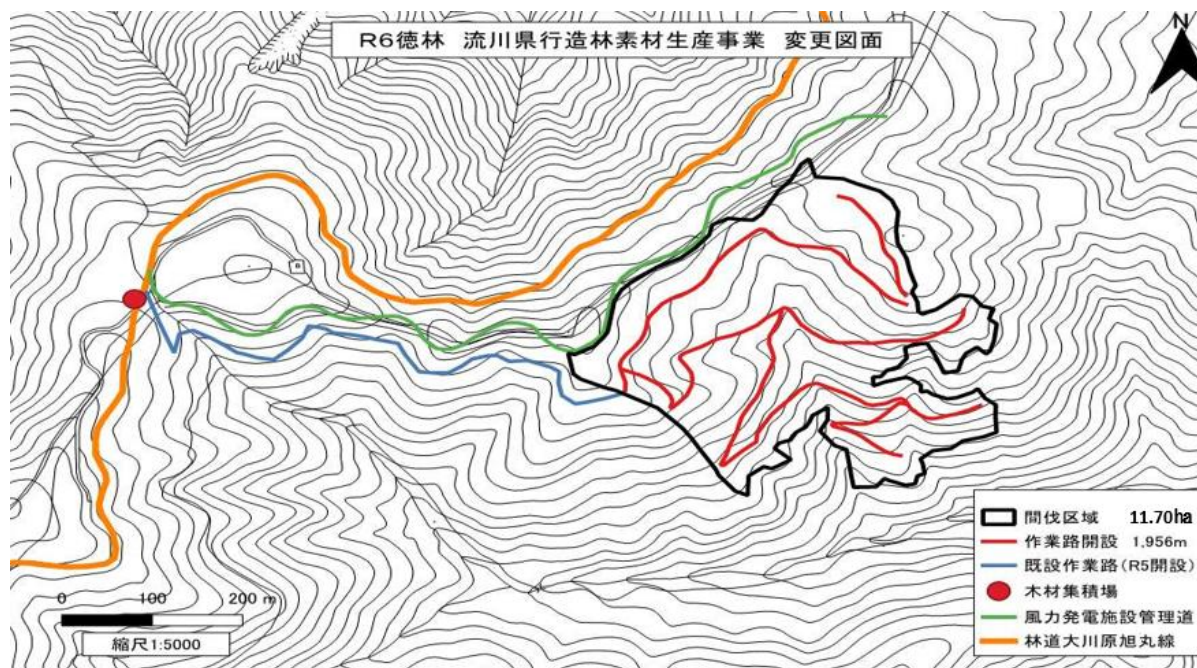 R6徳林 流川県行造林素材生産事業 変更図面
N
間伐区域 11.70ha
作業路開設 1,956m
既設作業路(R5開設)
木材集積場
風力発電施設管理道
林道大川原旭丸線
0 100 200 m
縮尺1:5000